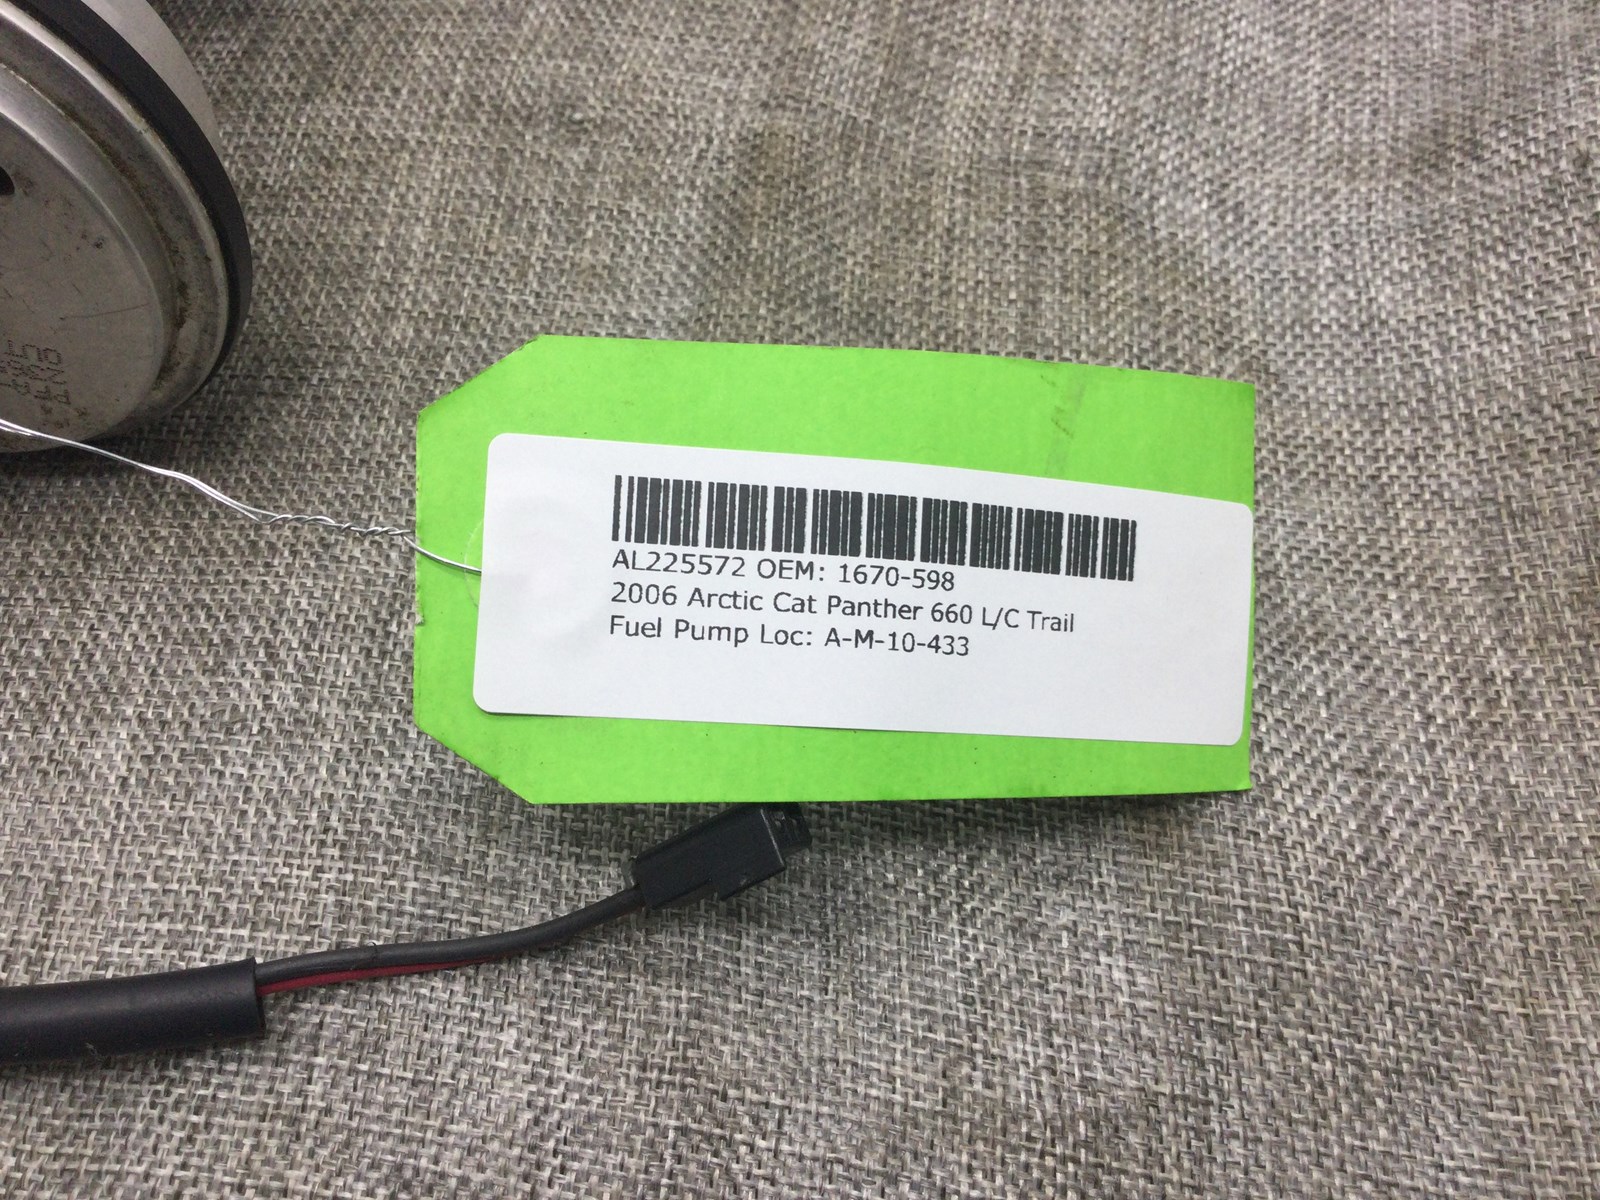 AL225572 OEM: 1670-598
2006 Arctic Cat Panther 660 L/C Trail
Fuel Pump Loc: A-M-10-433